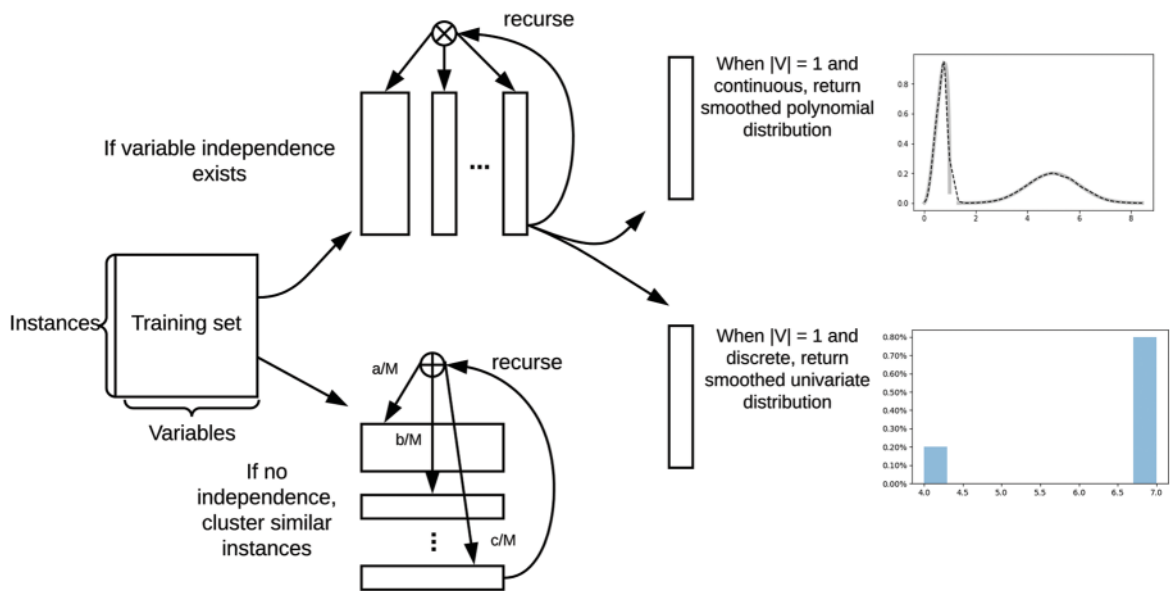 recurse
If variable independence
exists
...
When |V| = 1 and
continuous, return
smoothed polynomial
distribution
0.8
0.6
0.4
0.2
0.0
0 2 4 6 8
Instances
Training set
Variables
recurse
a/M
b/M
c/M
If no
independence,
cluster similar
instances
When |V| = 1 and
discrete, return
smoothed univariate
distribution
0.80%
0.70%
0.60%
0.50%
0.40%
0.30%
0.20%
0.10%
0.00%
4.0 4.5 5.0 5.5 6.0 6.5 7.0